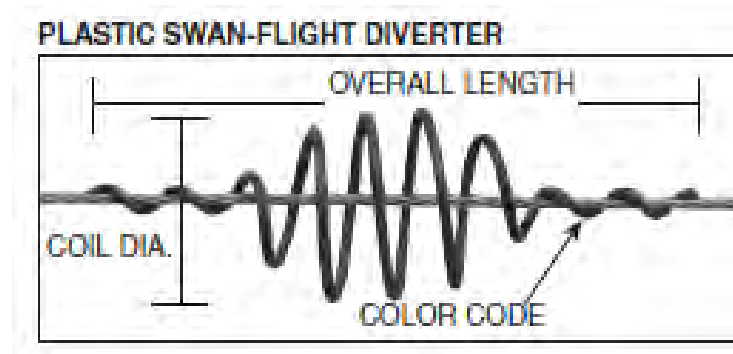 PLASTIC SWAN-FLIGHT DIVERTER
OVERALL LENGTH
COIL DIA.
COLOR CODE